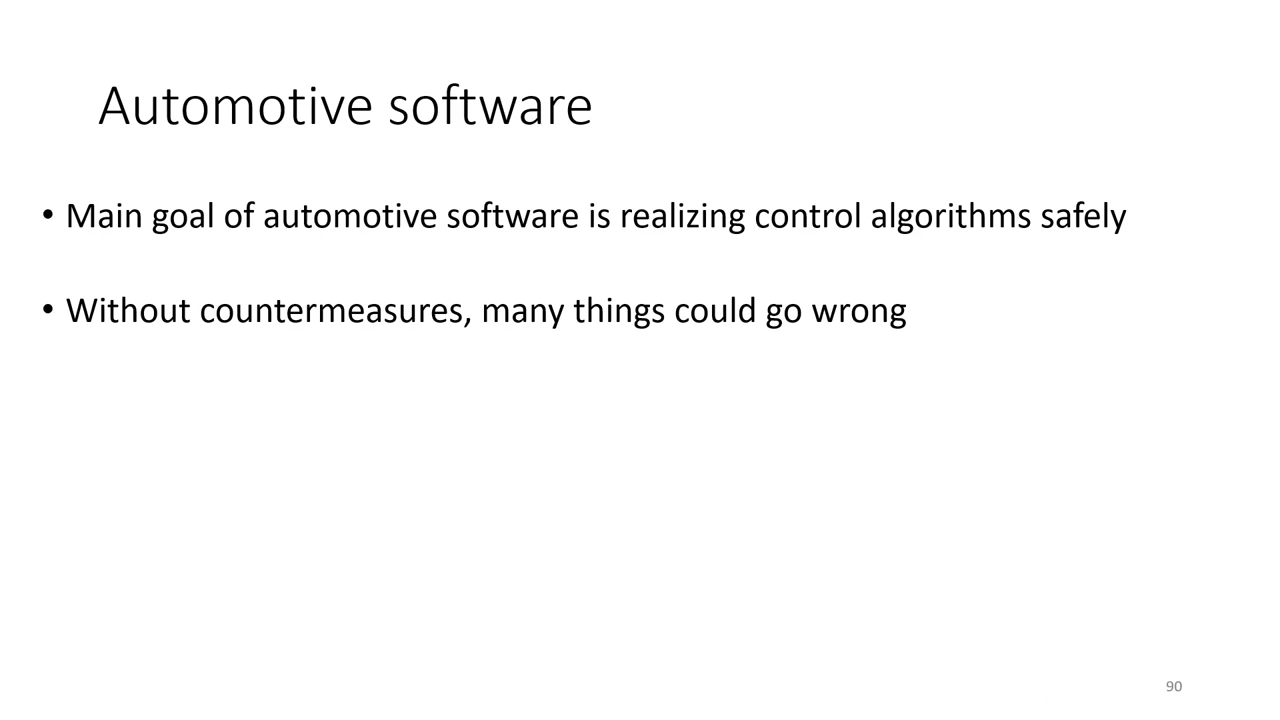 Automotive software
• Main goal of automotive software is realizing control algorithms safely
• Without countermeasures, many things could go wrong
90